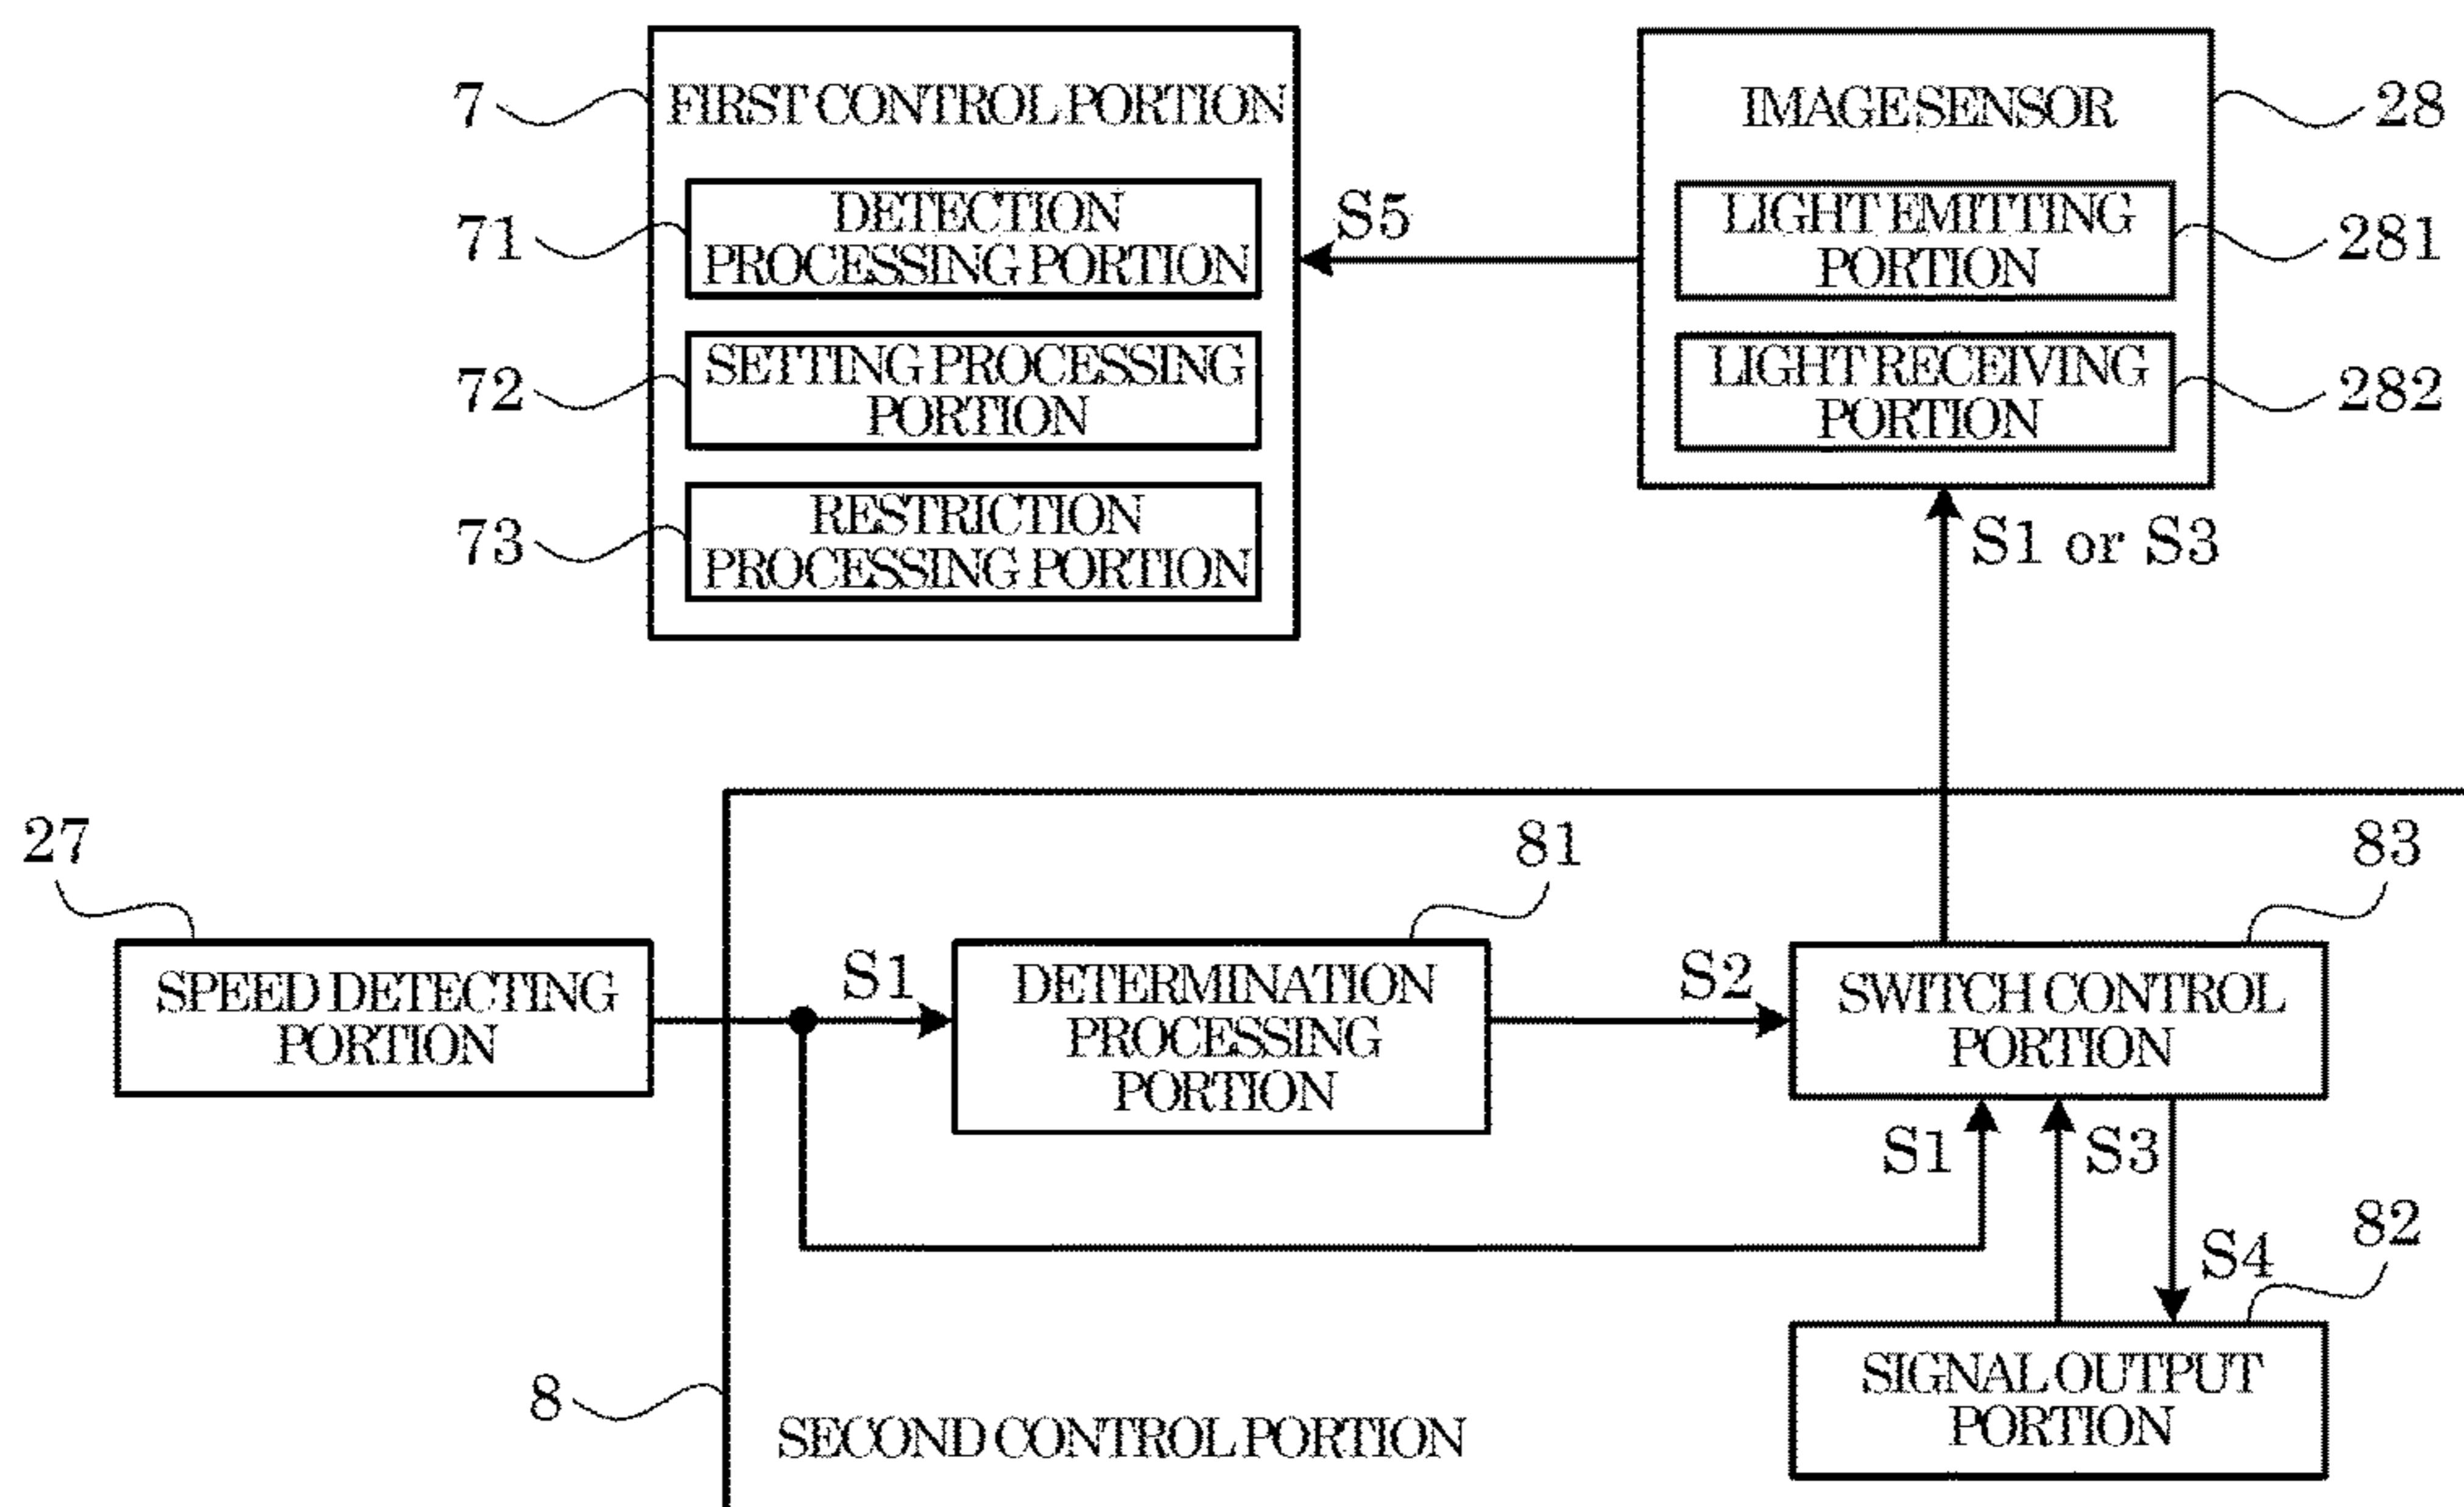 7
FIRST CONTROL PORTION
71
DETECTION
PROCESSING PORTION
72
SETTING PROCESSING
PORTION
73
RESTRICTION
PROCESSING PORTION
S5
IMAGE SENSOR
28
LIGHT EMITTING
PORTION
281
LIGHT RECEIVING
PORTION
282
S1 or S3
27
SPEED DETECTING
PORTION
S1
81
DETERMINATION
PROCESSING
PORTION
S2
83
SWITCH CONTROL
PORTION
S1
S3
S4
82
SIGNAL OUTPUT
PORTION
8
SECOND CONTROL PORTION